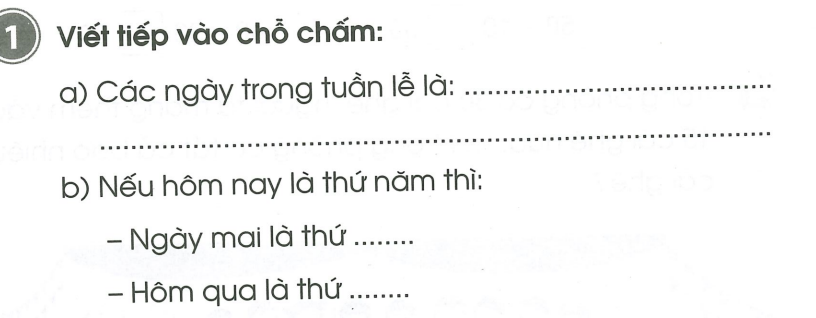 1 Viết tiếp vào chỗ chấm:
a) Các ngày trong tuần lễ là: ................................................
................................................................................................
b) Nếu hôm nay là thứ năm thì:
– Ngày mai là thứ ........
– Hôm qua là thứ ........